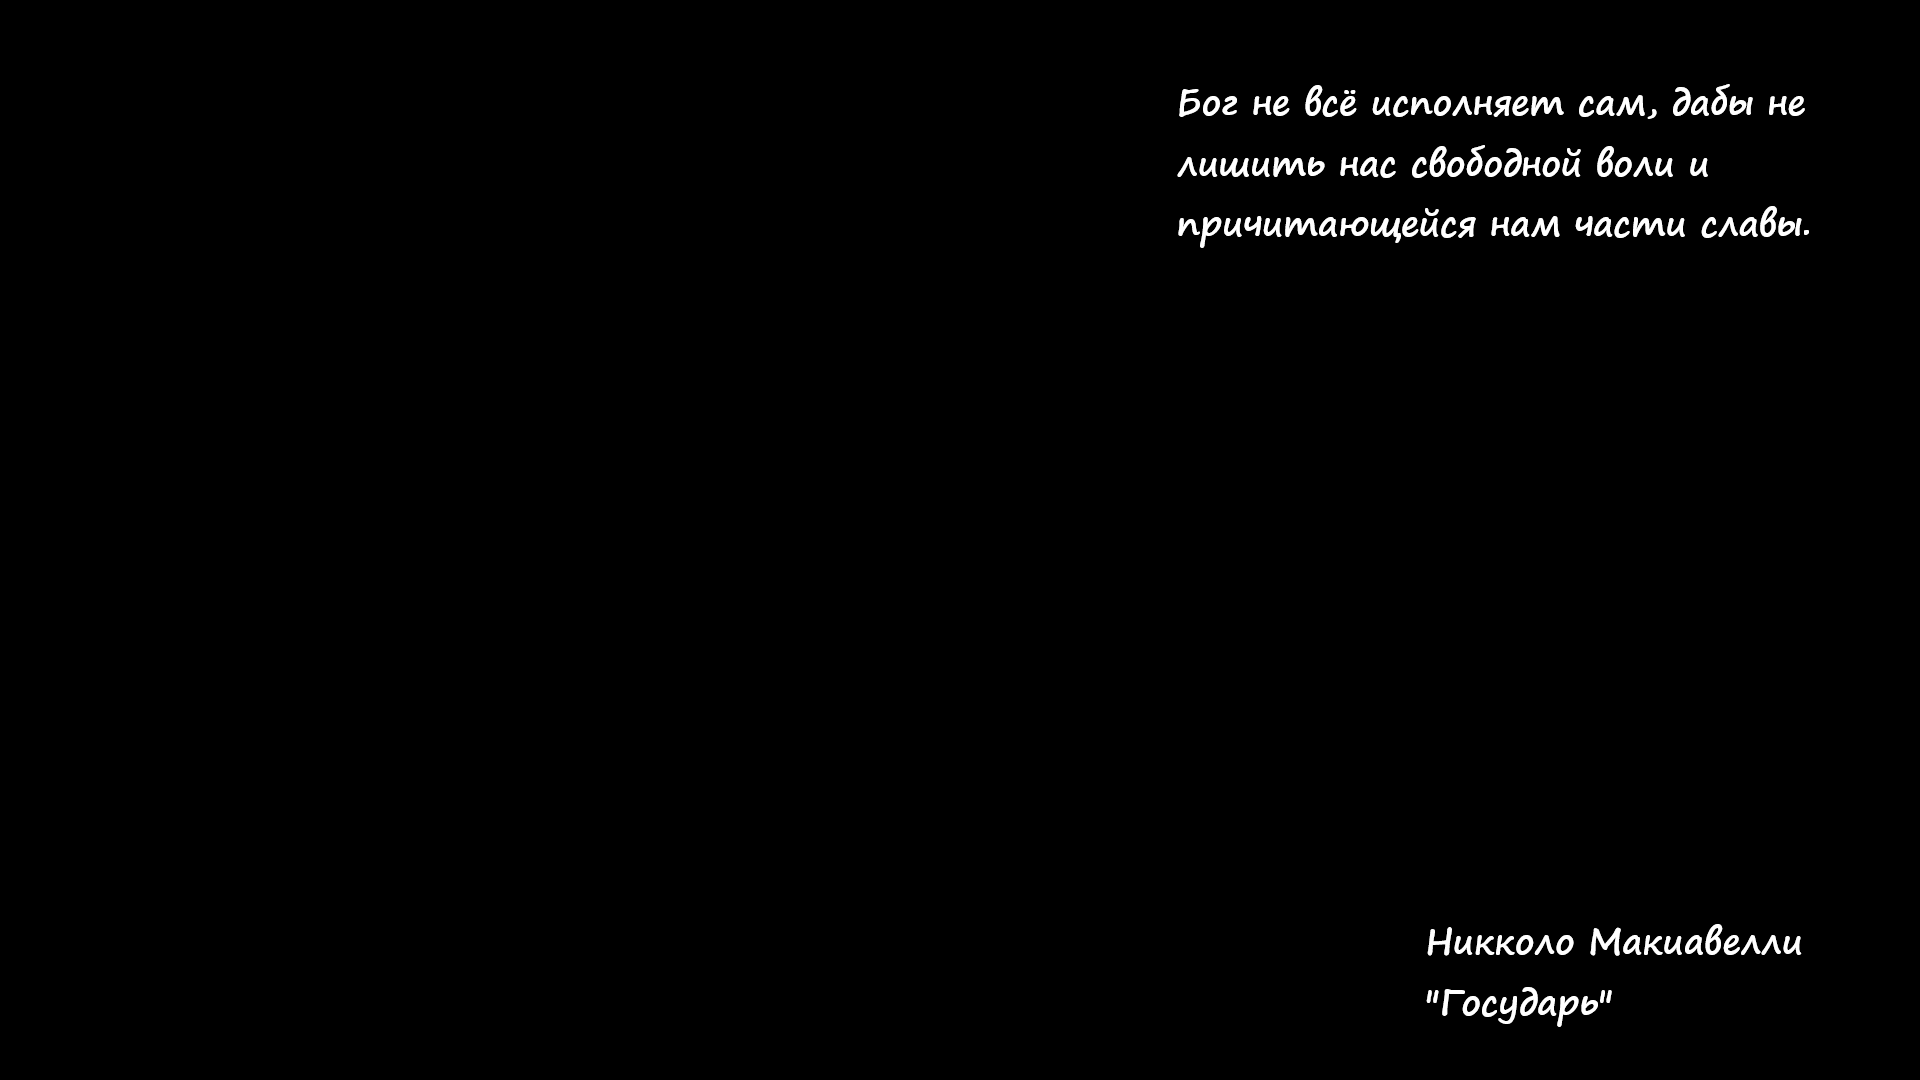 Бог не всё исполняет сам, дабы не
лишить нас свободной воли и
причитающейся нам части славы.
Никколо Макиавелли
"Государь"